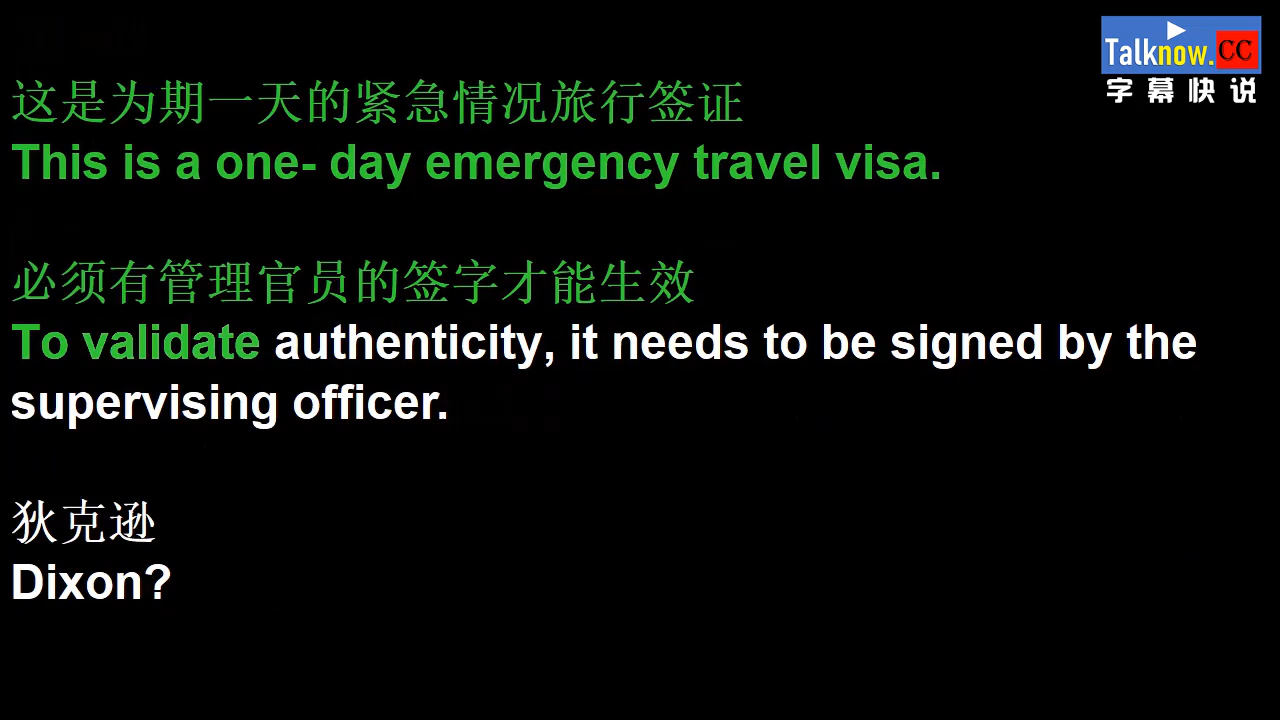 Talknow.CC
字幕快说
这是为期一天的紧急情况旅行签证
This is a one- day emergency travel visa.
必须有管理官员的签字才能生效
To validate authenticity, it needs to be signed by the
supervising officer.
狄克逊
Dixon?